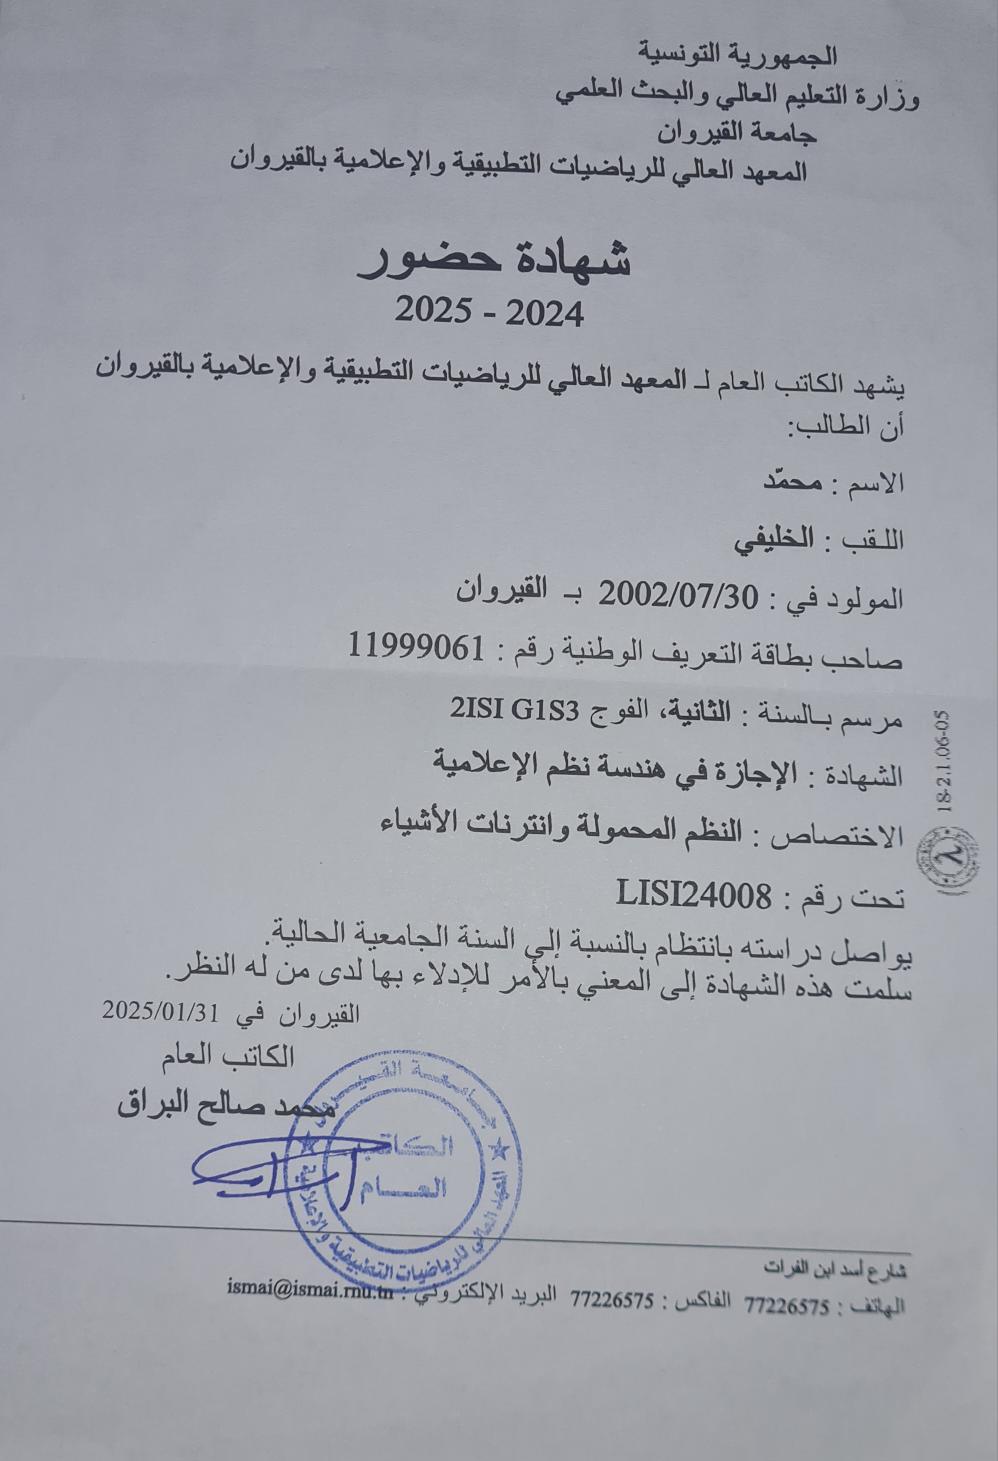 الجمهورية التونسية
وزارة التعليم العالي والبحث العلمي
جامعة القيروان
المعهد العالي للرياضيات التطبيقية والإعلامية بالقيروان
شهادة حضور
2025 - 2024
يشهد الكاتب العام لـ المعهد العالي للرياضيات التطبيقية والإعلامية بالقيروان
أن الطالب:
الاسم : محمّد
اللقب : الخليفي
المولود في : 2002/07/30 بـ القيروان
صاحب بطاقة التعريف الوطنية رقم : 11999061
مرسم بالسنة : الثانية، الفوج 2ISI G1S3
الشهادة : الإجازة في هندسة نظم الإعلامية
الاختصاص : النظم المحمولة وانترنات الأشياء
تحت رقم : LISI24008
يواصل دراسته بانتظام بالنسبة إلى السنة الجامعية الحالية.
سلمت هذه الشهادة إلى المعني بالأمر للإدلاء بها لدى من له النظر.
القيروان في 2025/01/31
الكاتب العام
محمد صالح البراق
جامعة القيروان
الكاتب
العــام
المعهد العالي للرياضيات التطبيقية والإعلامية
18-2.1.06-05
شارع أسد ابن الفرات
الهاتف : 77226575 الفاكس : 77226575 البريد الإلكتروني : ismai@ismai.rnu.tn